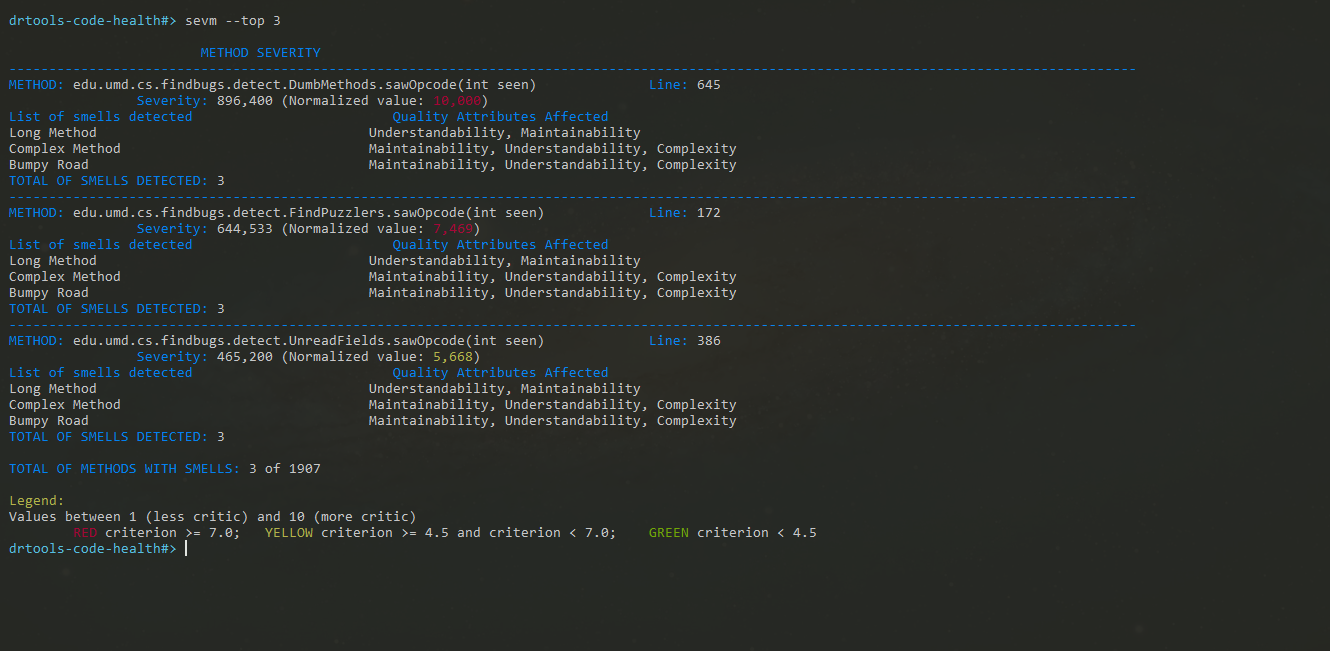 drtools-code-health#> sevm --top 3
METHOD SEVERITY
---------------------------------------------------------------------------------------------------------------------------------------------
METHOD: edu.umd.cs.findbugs.detect.DumbMethods.sawOpcode(int seen) Line: 645
Severity: 896,400 (Normalized value: 10,000)
List of smells detected Quality Attributes Affected
Long Method Understandability, Maintainability
Complex Method Maintainability, Understandability, Complexity
Bumpy Road Maintainability, Understandability, Complexity
TOTAL OF SMELLS DETECTED: 3
---------------------------------------------------------------------------------------------------------------------------------------------
METHOD: edu.umd.cs.findbugs.detect.FindPuzzlers.sawOpcode(int seen) Line: 172
Severity: 644,533 (Normalized value: 7,469)
List of smells detected Quality Attributes Affected
Long Method Understandability, Maintainability
Complex Method Maintainability, Understandability, Complexity
Bumpy Road Maintainability, Understandability, Complexity
TOTAL OF SMELLS DETECTED: 3
---------------------------------------------------------------------------------------------------------------------------------------------
METHOD: edu.umd.cs.findbugs.detect.UnreadFields.sawOpcode(int seen) Line: 386
Severity: 465,200 (Normalized value: 5,668)
List of smells detected Quality Attributes Affected
Long Method Understandability, Maintainability
Complex Method Maintainability, Understandability, Complexity
Bumpy Road Maintainability, Understandability, Complexity
TOTAL OF SMELLS DETECTED: 3
TOTAL OF METHODS WITH SMELLS: 3 of 1907
Legend:
Values between 1 (less critic) and 10 (more critic)
RED criterion >= 7.0; YELLOW criterion >= 4.5 and criterion < 7.0; GREEN criterion < 4.5
drtools-code-health#>